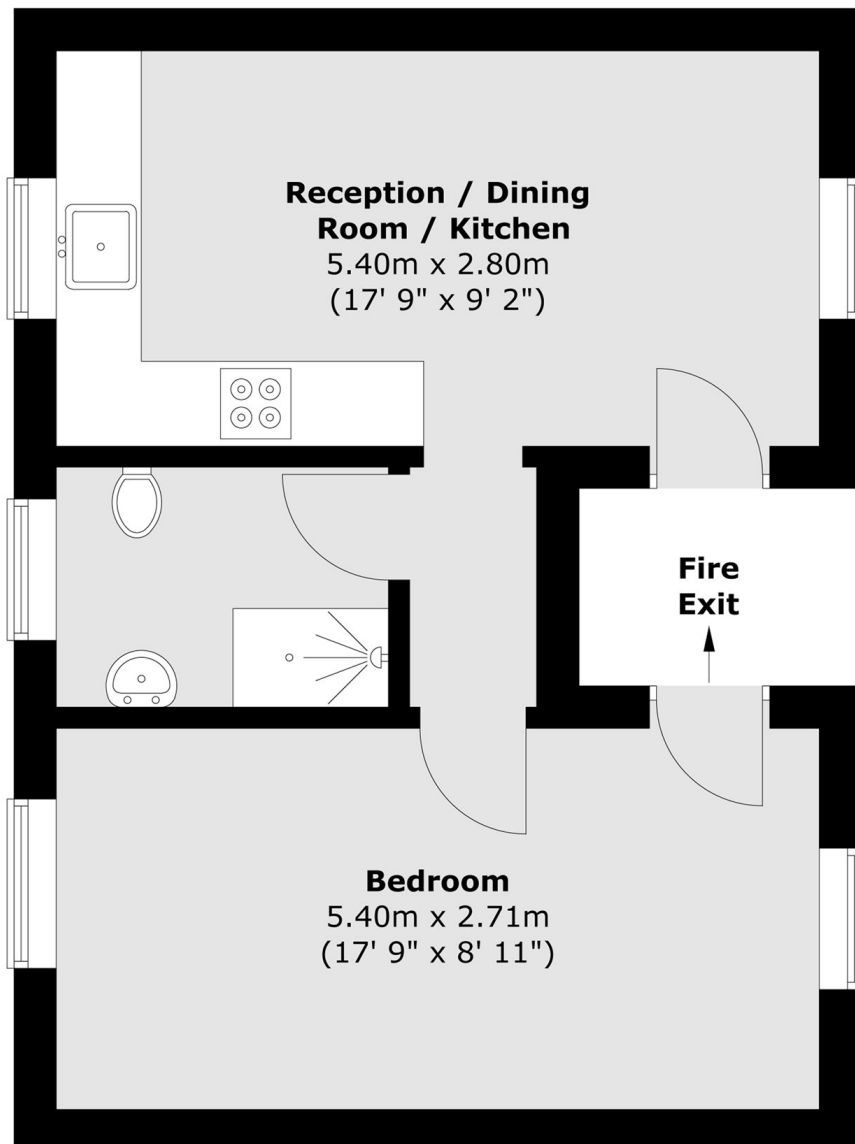 Reception / Dining
Room / Kitchen
5.40m x 2.80m
(17' 9" x 9' 2")
Fire
Exit
Bedroom
5.40m x 2.71m
(17' 9" x 8' 11")